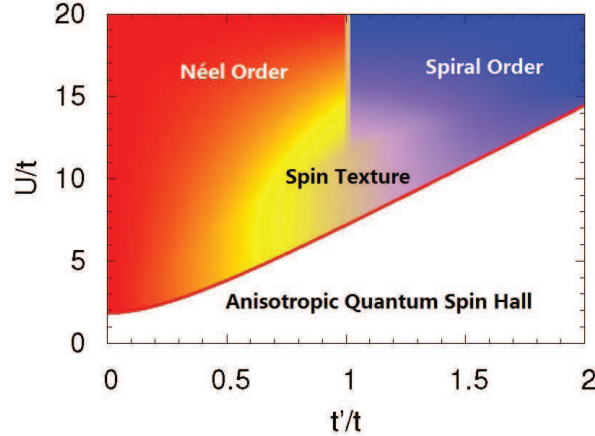 20
Néel Order
Spiral Order
15
U/t
10
Spin Texture
5
Anisotropic Quantum Spin Hall
0
0
0.5
1
1.5
2
t'/t